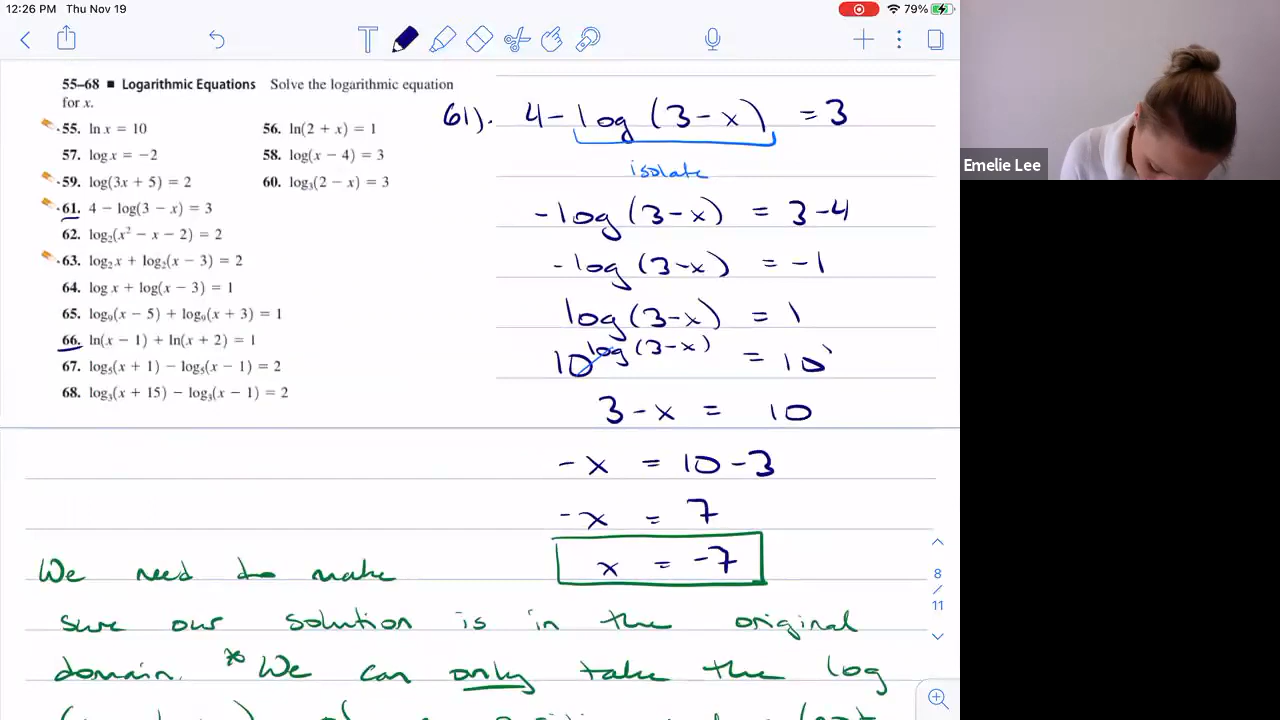 12:26 PM Thu Nov 19
79%
55–68 ■ Logarithmic Equations Solve the logarithmic equation
for x.
55. ln x = 10
56. ln(2 + x) = 1
57. log x = −2
58. log(x − 4) = 3
59. log(3x + 5) = 2
60. log₃(2 − x) = 3
61. 4 − log(3 − x) = 3
62. log₂(x² − x − 2) = 2
63. log₂x + log₂(x − 3) = 2
64. log x + log(x − 3) = 1
65. log₉(x − 5) + log₉(x + 3) = 1
66. ln(x − 1) + ln(x + 2) = 1
67. log₅(x + 1) − log₅(x − 1) = 2
68. log₃(x + 15) − log₃(x − 1) = 2
61). 4 − log (3 − x) = 3
isolate
−log (3−x) = 3−4
−log (3−x) = −1
log (3−x) = 1
10^log (3−x) = 10¹
3 − x = 10
−x = 10 − 3
−x = 7
x = −7
We need to make
sure our solution is in the original
domain. * We can only take the log
8
/
11
Emelie Lee